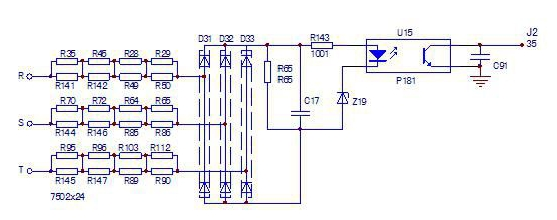 D31 D32 D33 R143 U15 J2
R35 R46 R28 R29 35
1001
R R65
R141 R142 R49 R50 R65 P181 C91
R70 R72 R64 R65 C17 Z19
S
R144 R146 R85 R86
R95 R96 R103 R112
T
R145 R147 R89 R90
7502x24